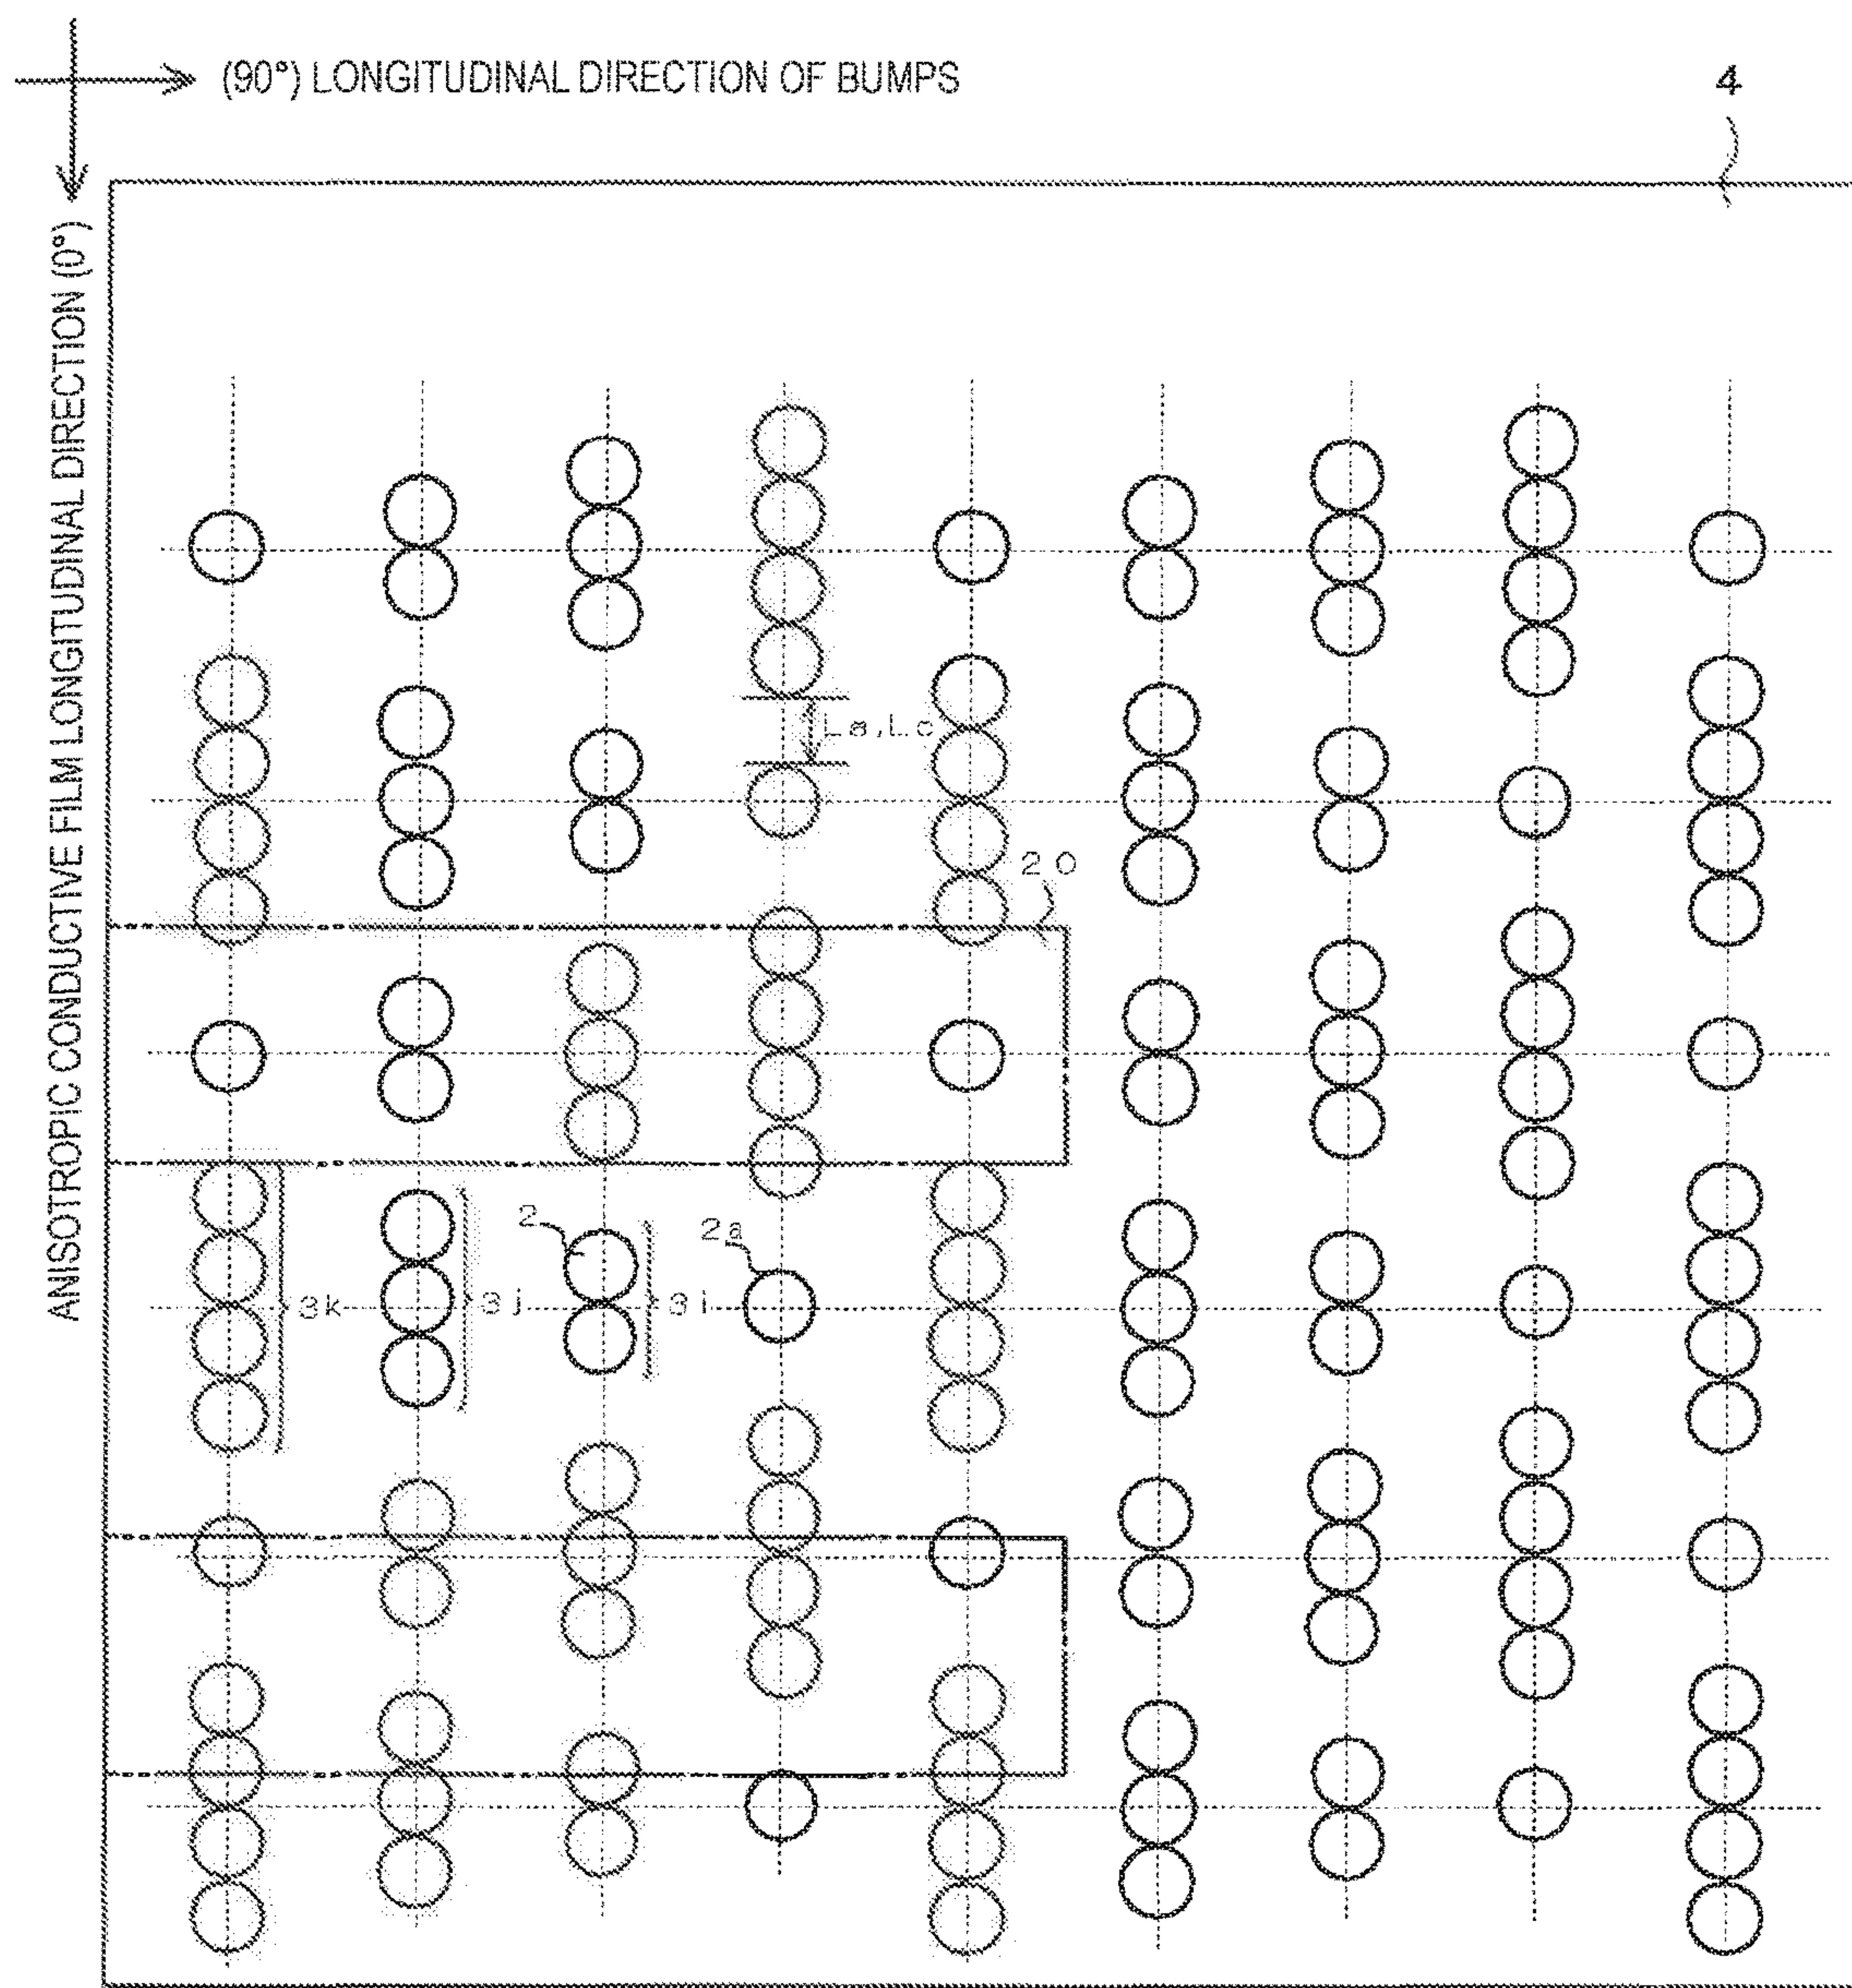 (90°) LONGITUDINAL DIRECTION OF BUMPS
4
ANISOTROPIC CONDUCTIVE FILM LONGITUDINAL DIRECTION (0°)
La, Lc
20
2
2a
3k
3j
3i